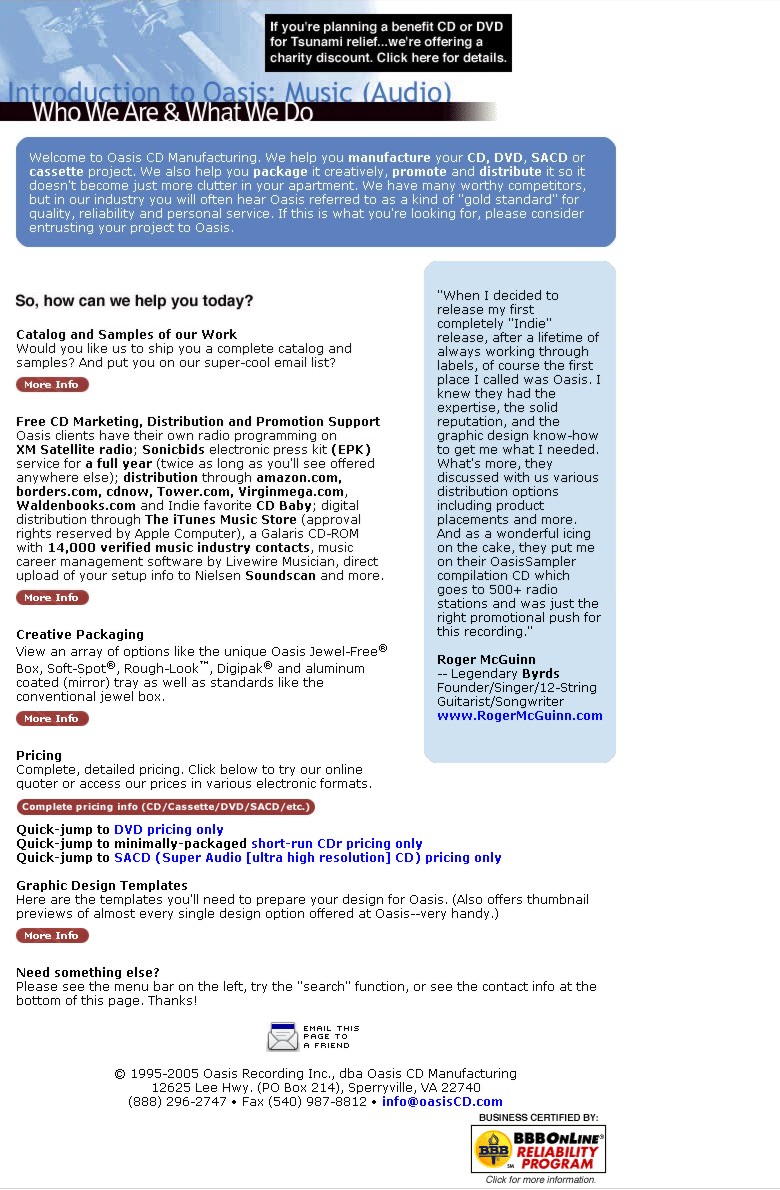 If you're planning a benefit CD or DVD
for Tsunami relief...we're offering a
charity discount. Click here for details.
Introduction to Oasis: Music (Audio)
Who We Are & What We Do
Welcome to Oasis CD Manufacturing. We help you manufacture your CD, DVD, SACD or
cassette project. We also help you package it creatively, promote and distribute it so it
doesn't become just more clutter in your apartment. We have many worthy competitors,
but in our industry you will often hear Oasis referred to as a kind of "gold standard" for
quality, reliability and personal service. If this is what you're looking for, please consider
entrusting your project to Oasis.
So, how can we help you today?
Catalog and Samples of our Work
Would you like us to ship you a complete catalog and
samples? And put you on our super-cool email list?
More Info
Free CD Marketing, Distribution and Promotion Support
Oasis clients have their own radio programming on
XM Satellite radio; Sonicbids electronic press kit (EPK)
service for a full year (twice as long as you'll see offered
anywhere else); distribution through amazon.com,
borders.com, cdnow, Tower.com, Virginmega.com,
Waldenbooks.com and Indie favorite CD Baby; digital
distribution through The iTunes Music Store (approval
rights reserved by Apple Computer), a Galaris CD-ROM
with 14,000 verified music industry contacts, music
career management software by Livewire Musician, direct
upload of your setup info to Nielsen Soundscan and more.
More Info
Creative Packaging
View an array of options like the unique Oasis Jewel-Free®
Box, Soft-Spot®, Rough-Look™, Digipak® and aluminum
coated (mirror) tray as well as standards like the
conventional jewel box.
More Info
Pricing
Complete, detailed pricing. Click below to try our online
quoter or access our prices in various electronic formats.
Complete pricing info (CD/Cassette/DVD/SACD/etc.)
Quick-jump to DVD pricing only
Quick-jump to minimally-packaged short-run CDr pricing only
Quick-jump to SACD (Super Audio [ultra high resolution] CD) pricing only
"When I decided to
release my first
completely "Indie"
release, after a lifetime of
always working through
labels, of course the first
place I called was Oasis. I
knew they had the
expertise, the solid
reputation, and the
graphic design know-how
to get me what I needed.
What's more, they
discussed with us various
distribution options
including product
placements and more.
And as a wonderful icing
on the cake, they put me
on their OasisSampler
compilation CD which
goes to 500+ radio
stations and was just the
right promotional push for
this recording."
Roger McGuinn
-- Legendary Byrds
Founder/Singer/12-String
Guitarist/Songwriter
www.RogerMcGuinn.com
Graphic Design Templates
Here are the templates you'll need to prepare your design for Oasis. (Also offers thumbnail
previews of almost every single design option offered at Oasis--very handy.)
More Info
Need something else?
Please see the menu bar on the left, try the "search" function, or see the contact info at the
bottom of this page. Thanks!
EMAIL THIS
PAGE TO
A FRIEND
© 1995-2005 Oasis Recording Inc., dba Oasis CD Manufacturing
12625 Lee Hwy. (PO Box 214), Sperryville, VA 22740
(888) 296-2747 • Fax (540) 987-8812 • info@oasisCD.com
BUSINESS CERTIFIED BY:
BBB
SM
BBBONLINE®
RELIABILITY
PROGRAM
Click for more information.